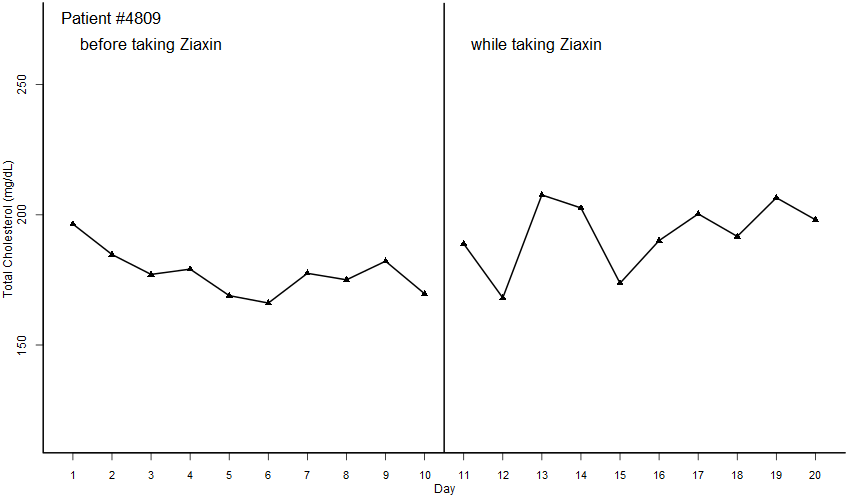 Patient #4809
before taking Ziaxin
while taking Ziaxin
Total Cholesterol (mg/dL)
250
200
150
1 2 3 4 5 6 7 8 9 10 11 12 13 14 15 16 17 18 19 20
Day